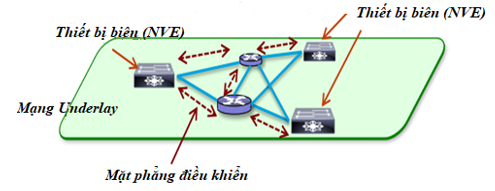 Thiết bị biên (NVE)
Thiết bị biên (NVE)
Mạng Underlay
Mặt phẳng điều khiển